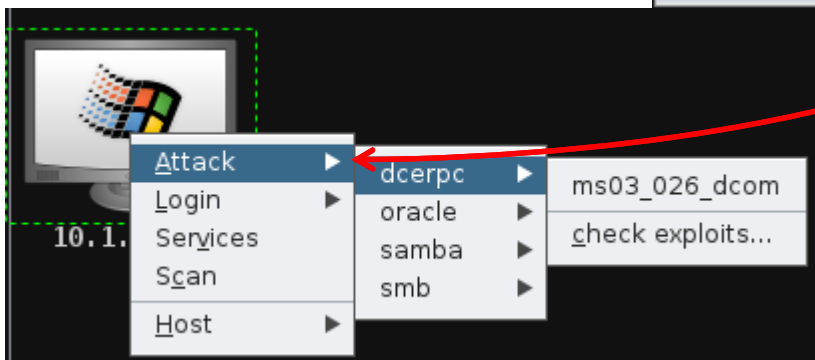 Attack
Login
Services
Scan
Host
dcerpc
oracle
samba
smb
ms03_026_dcom
check exploits...
10.1.